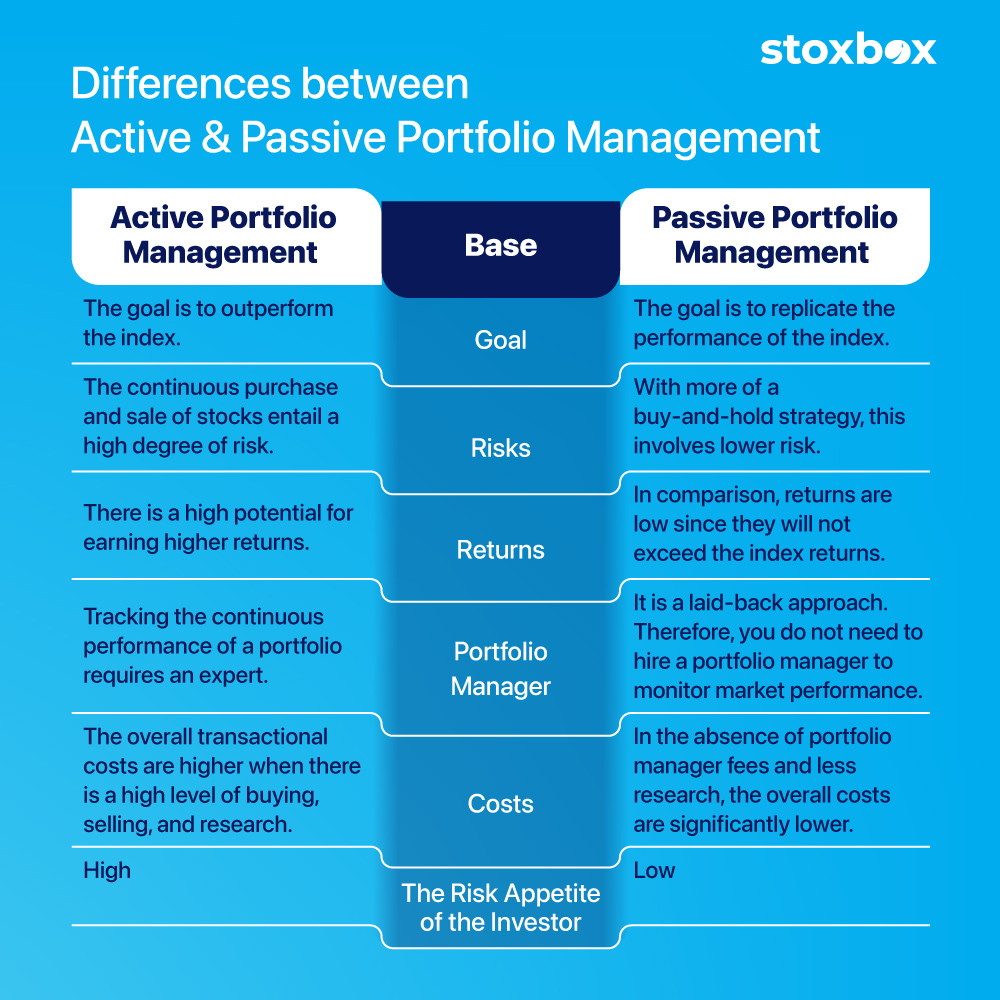 stoxbox
Differences between
Active & Passive Portfolio Management
Active Portfolio
Management
Base
Passive Portfolio
Management
The goal is to outperform
the index.
Goal
The goal is to replicate the
performance of the index.
The continuous purchase
and sale of stocks entail a
high degree of risk.
Risks
With more of a
buy-and-hold strategy, this
involves lower risk.
There is a high potential for
earning higher returns.
Returns
In comparison, returns are
low since they will not
exceed the index returns.
Tracking the continuous
performance of a portfolio
requires an expert.
Portfolio
Manager
It is a laid-back approach.
Therefore, you do not need to
hire a portfolio manager to
monitor market performance.
The overall transactional
costs are higher when there
is a high level of buying,
selling, and research.
Costs
In the absence of portfolio
manager fees and less
research, the overall costs
are significantly lower.
High
The Risk Appetite
of the Investor
Low